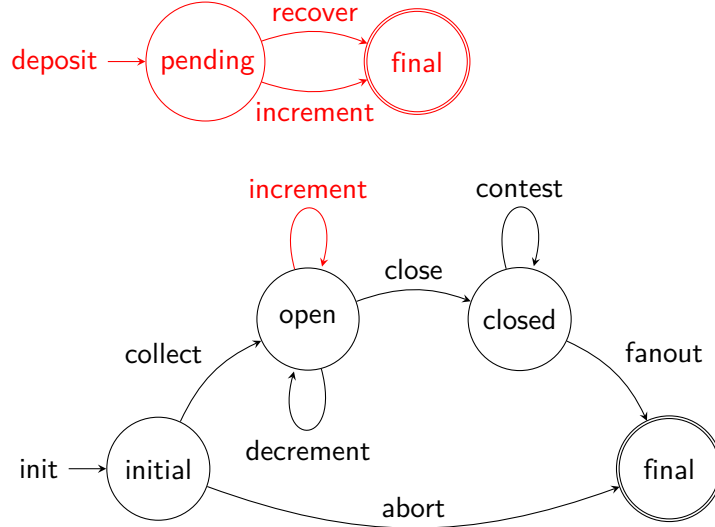 recover
deposit
pending
final
increment
increment
contest
close
open
closed
collect
fanout
decrement
init
initial
final
abort